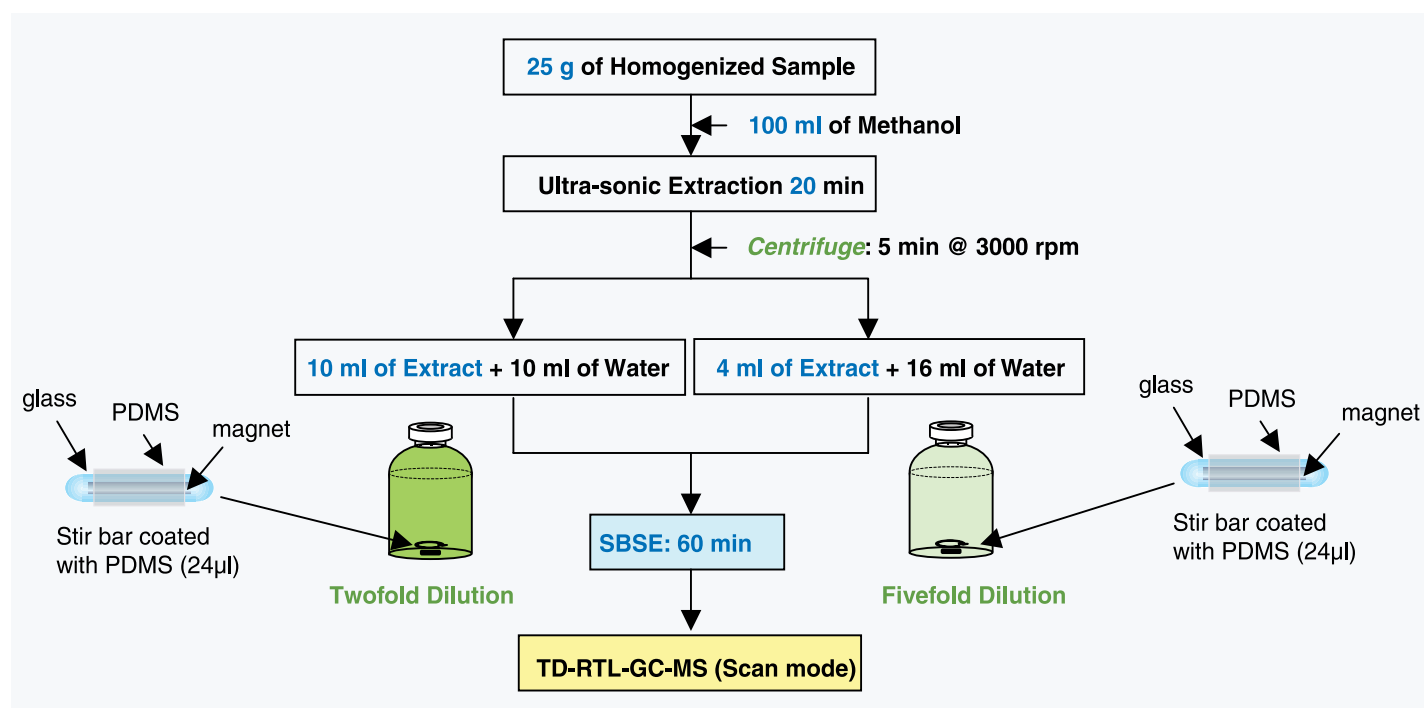 25 g of Homogenized Sample
100 ml of Methanol
Ultra-sonic Extraction 20 min
Centrifuge: 5 min @ 3000 rpm
10 ml of Extract + 10 ml of Water
4 ml of Extract + 16 ml of Water
glass
PDMS
magnet
Stir bar coated
with PDMS (24µl)
Twofold Dilution
SBSE: 60 min
glass
PDMS
magnet
Stir bar coated
with PDMS (24µl)
Fivefold Dilution
TD-RTL-GC-MS (Scan mode)